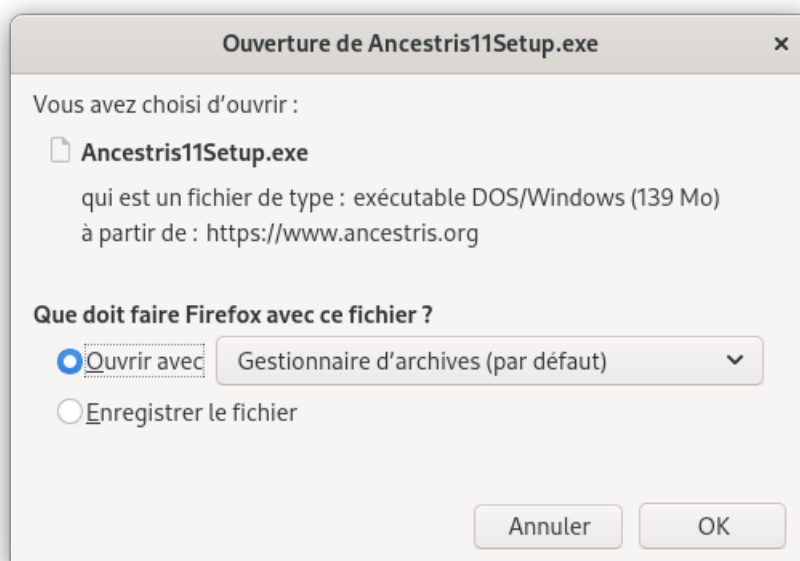 Ouverture de Ancestris11Setup.exe
Vous avez choisi d'ouvrir :
Ancestris11Setup.exe
qui est un fichier de type : exécutable DOS/Windows (139 Mo)
à partir de : https://www.ancestris.org
Que doit faire Firefox avec ce fichier ?
Ouvrir avec Gestionnaire d'archives (par défaut)
Enregistrer le fichier
Annuler OK